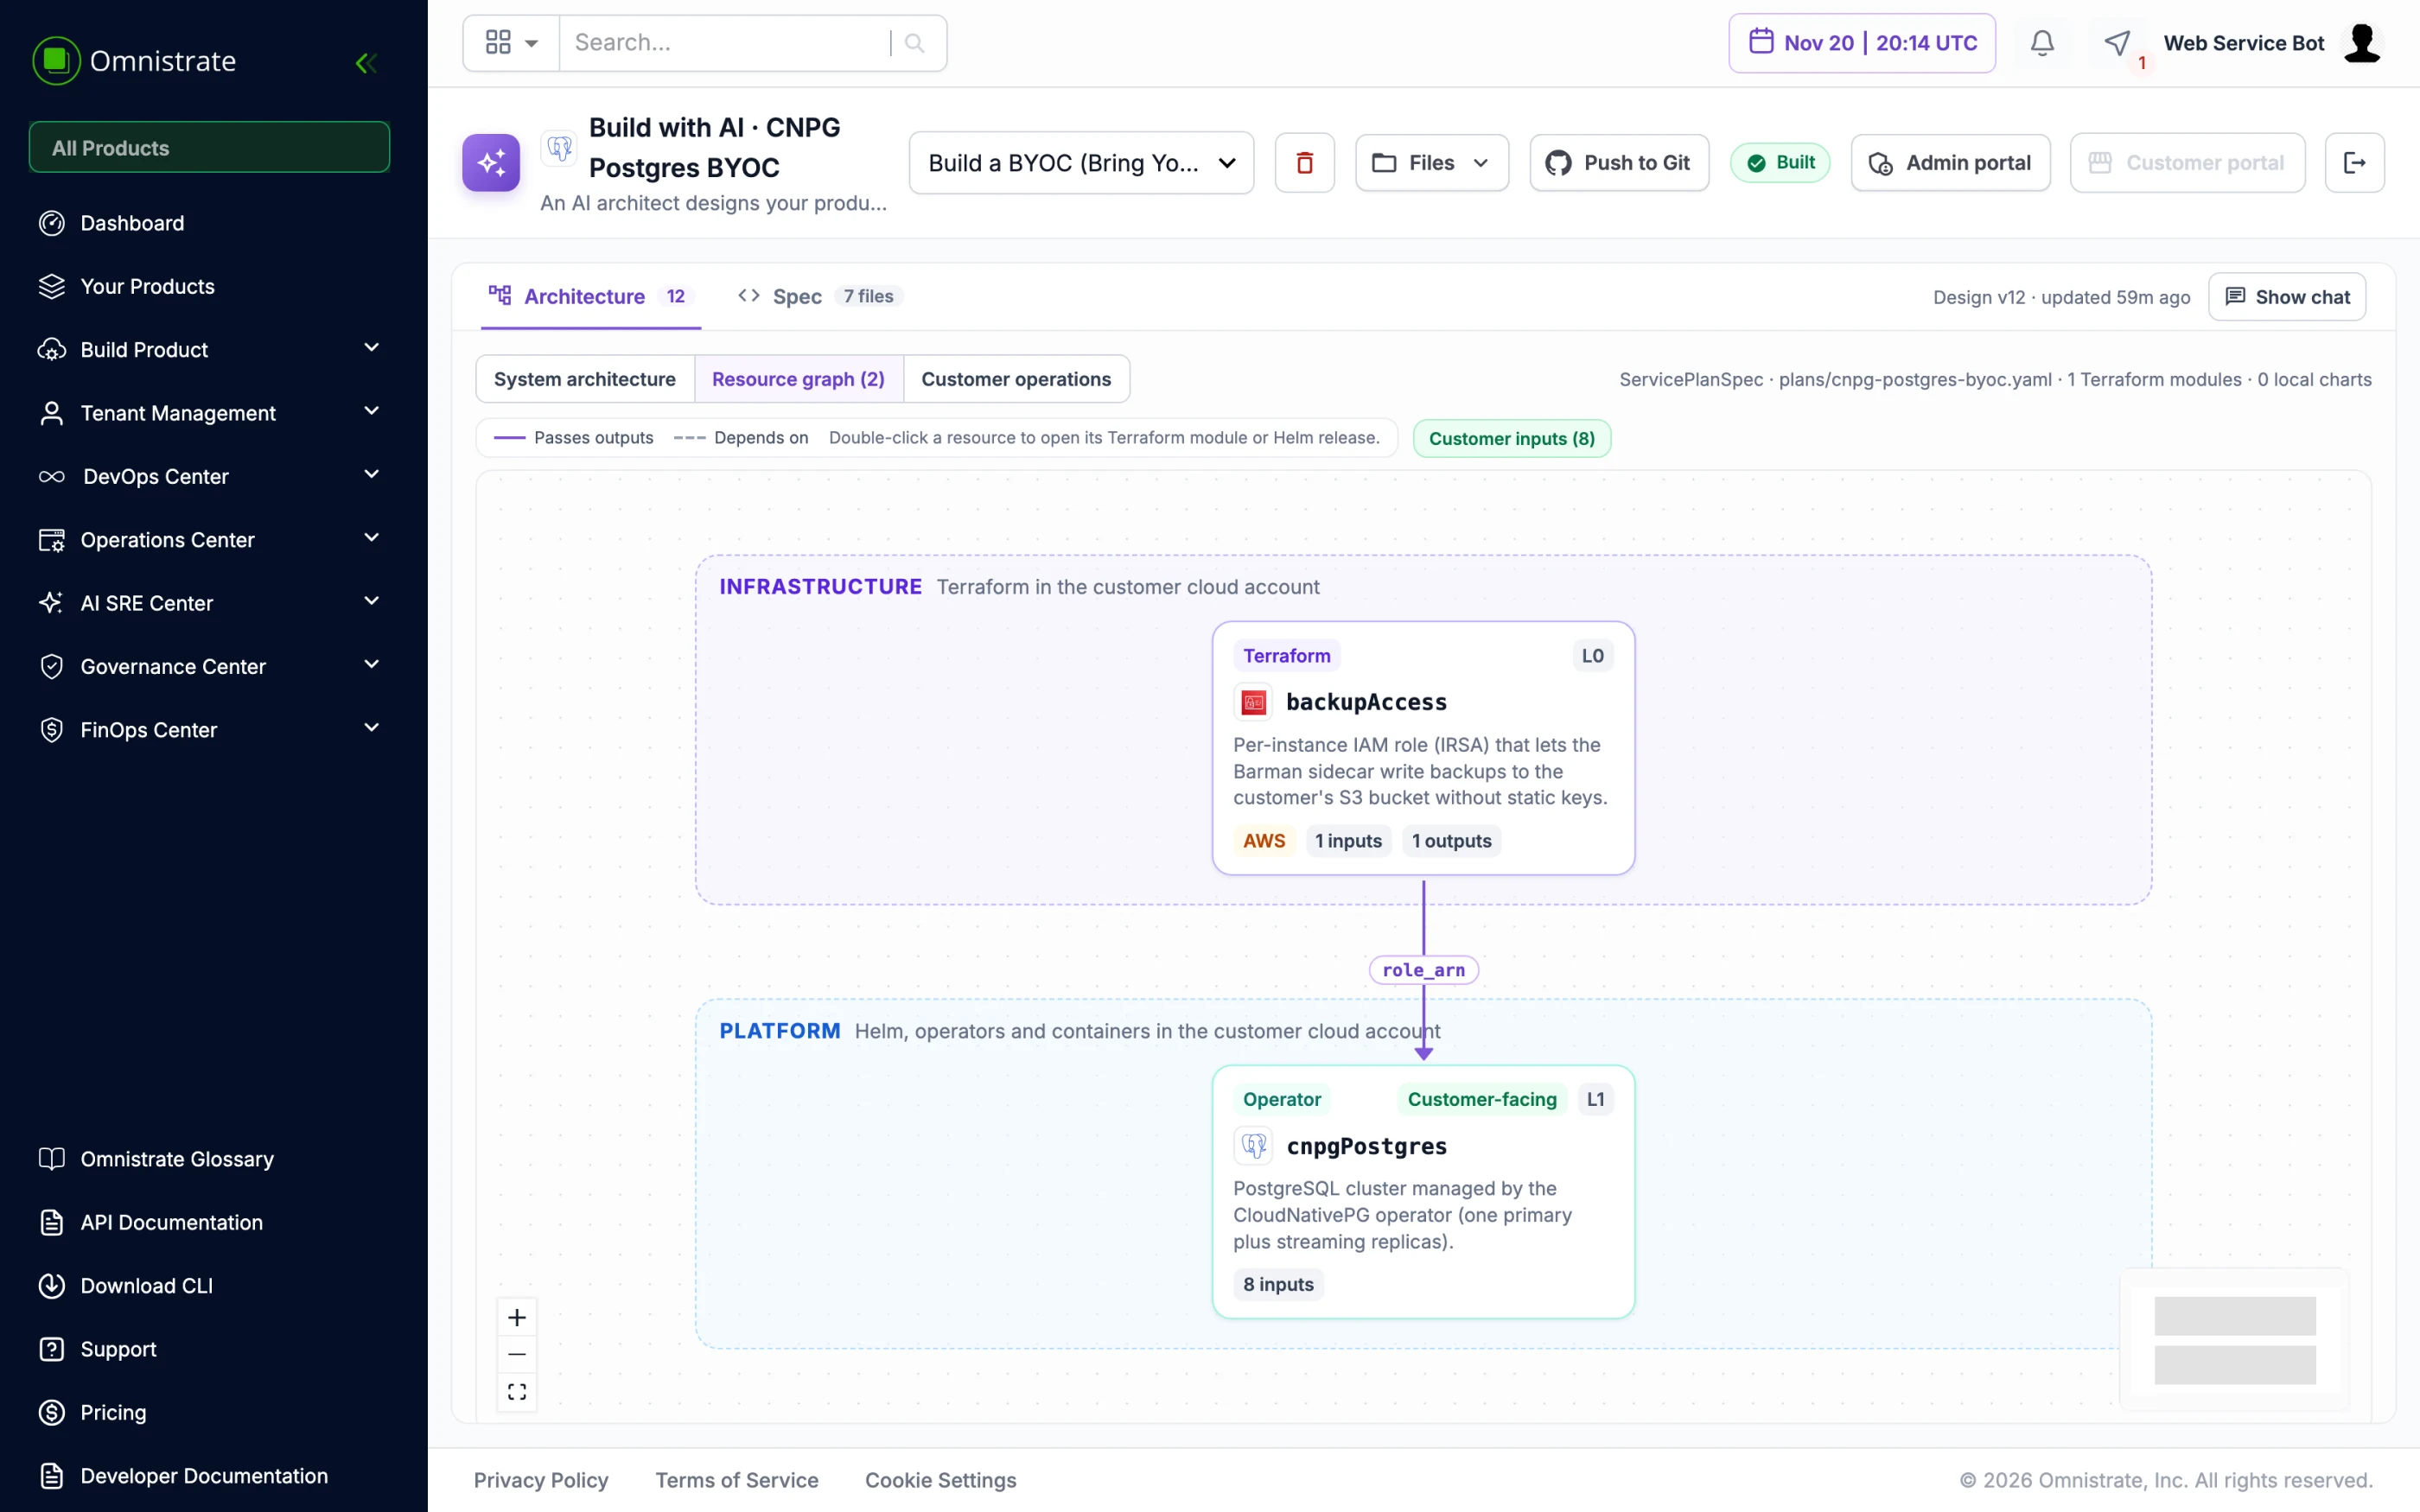 Omnistrate
All Products
Dashboard
Your Products
Build Product
Tenant Management
DevOps Center
Operations Center
AI SRE Center
Governance Center
FinOps Center
Omnistrate Glossary
API Documentation
Download CLI
Support
Pricing
Developer Documentation
Search...
Nov 20 | 20:14 UTC
1
Web Service Bot
Build with AI · CNPG
Postgres BYOC
An AI architect designs your produ...
Build a BYOC (Bring Yo...
Files
Push to Git
Built
Admin portal
Customer portal
Architecture 12
Spec 7 files
Design v12 · updated 59m ago
Show chat
System architecture
Resource graph (2)
Customer operations
ServicePlanSpec · plans/cnpg-postgres-byoc.yaml · 1 Terraform modules · 0 local charts
Passes outputs
Depends on
Double-click a resource to open its Terraform module or Helm release.
Customer inputs (8)
INFRASTRUCTURE Terraform in the customer cloud account
Terraform
L0
backupAccess
Per-instance IAM role (IRSA) that lets the
Barman sidecar write backups to the
customer's S3 bucket without static keys.
AWS
1 inputs
1 outputs
role_arn
PLATFORM Helm, operators and containers in the customer cloud account
Operator
Customer-facing
L1
cnpgPostgres
PostgreSQL cluster managed by the
CloudNativePG operator (one primary
plus streaming replicas).
8 inputs
Privacy Policy
Terms of Service
Cookie Settings
© 2026 Omnistrate, Inc. All rights reserved.